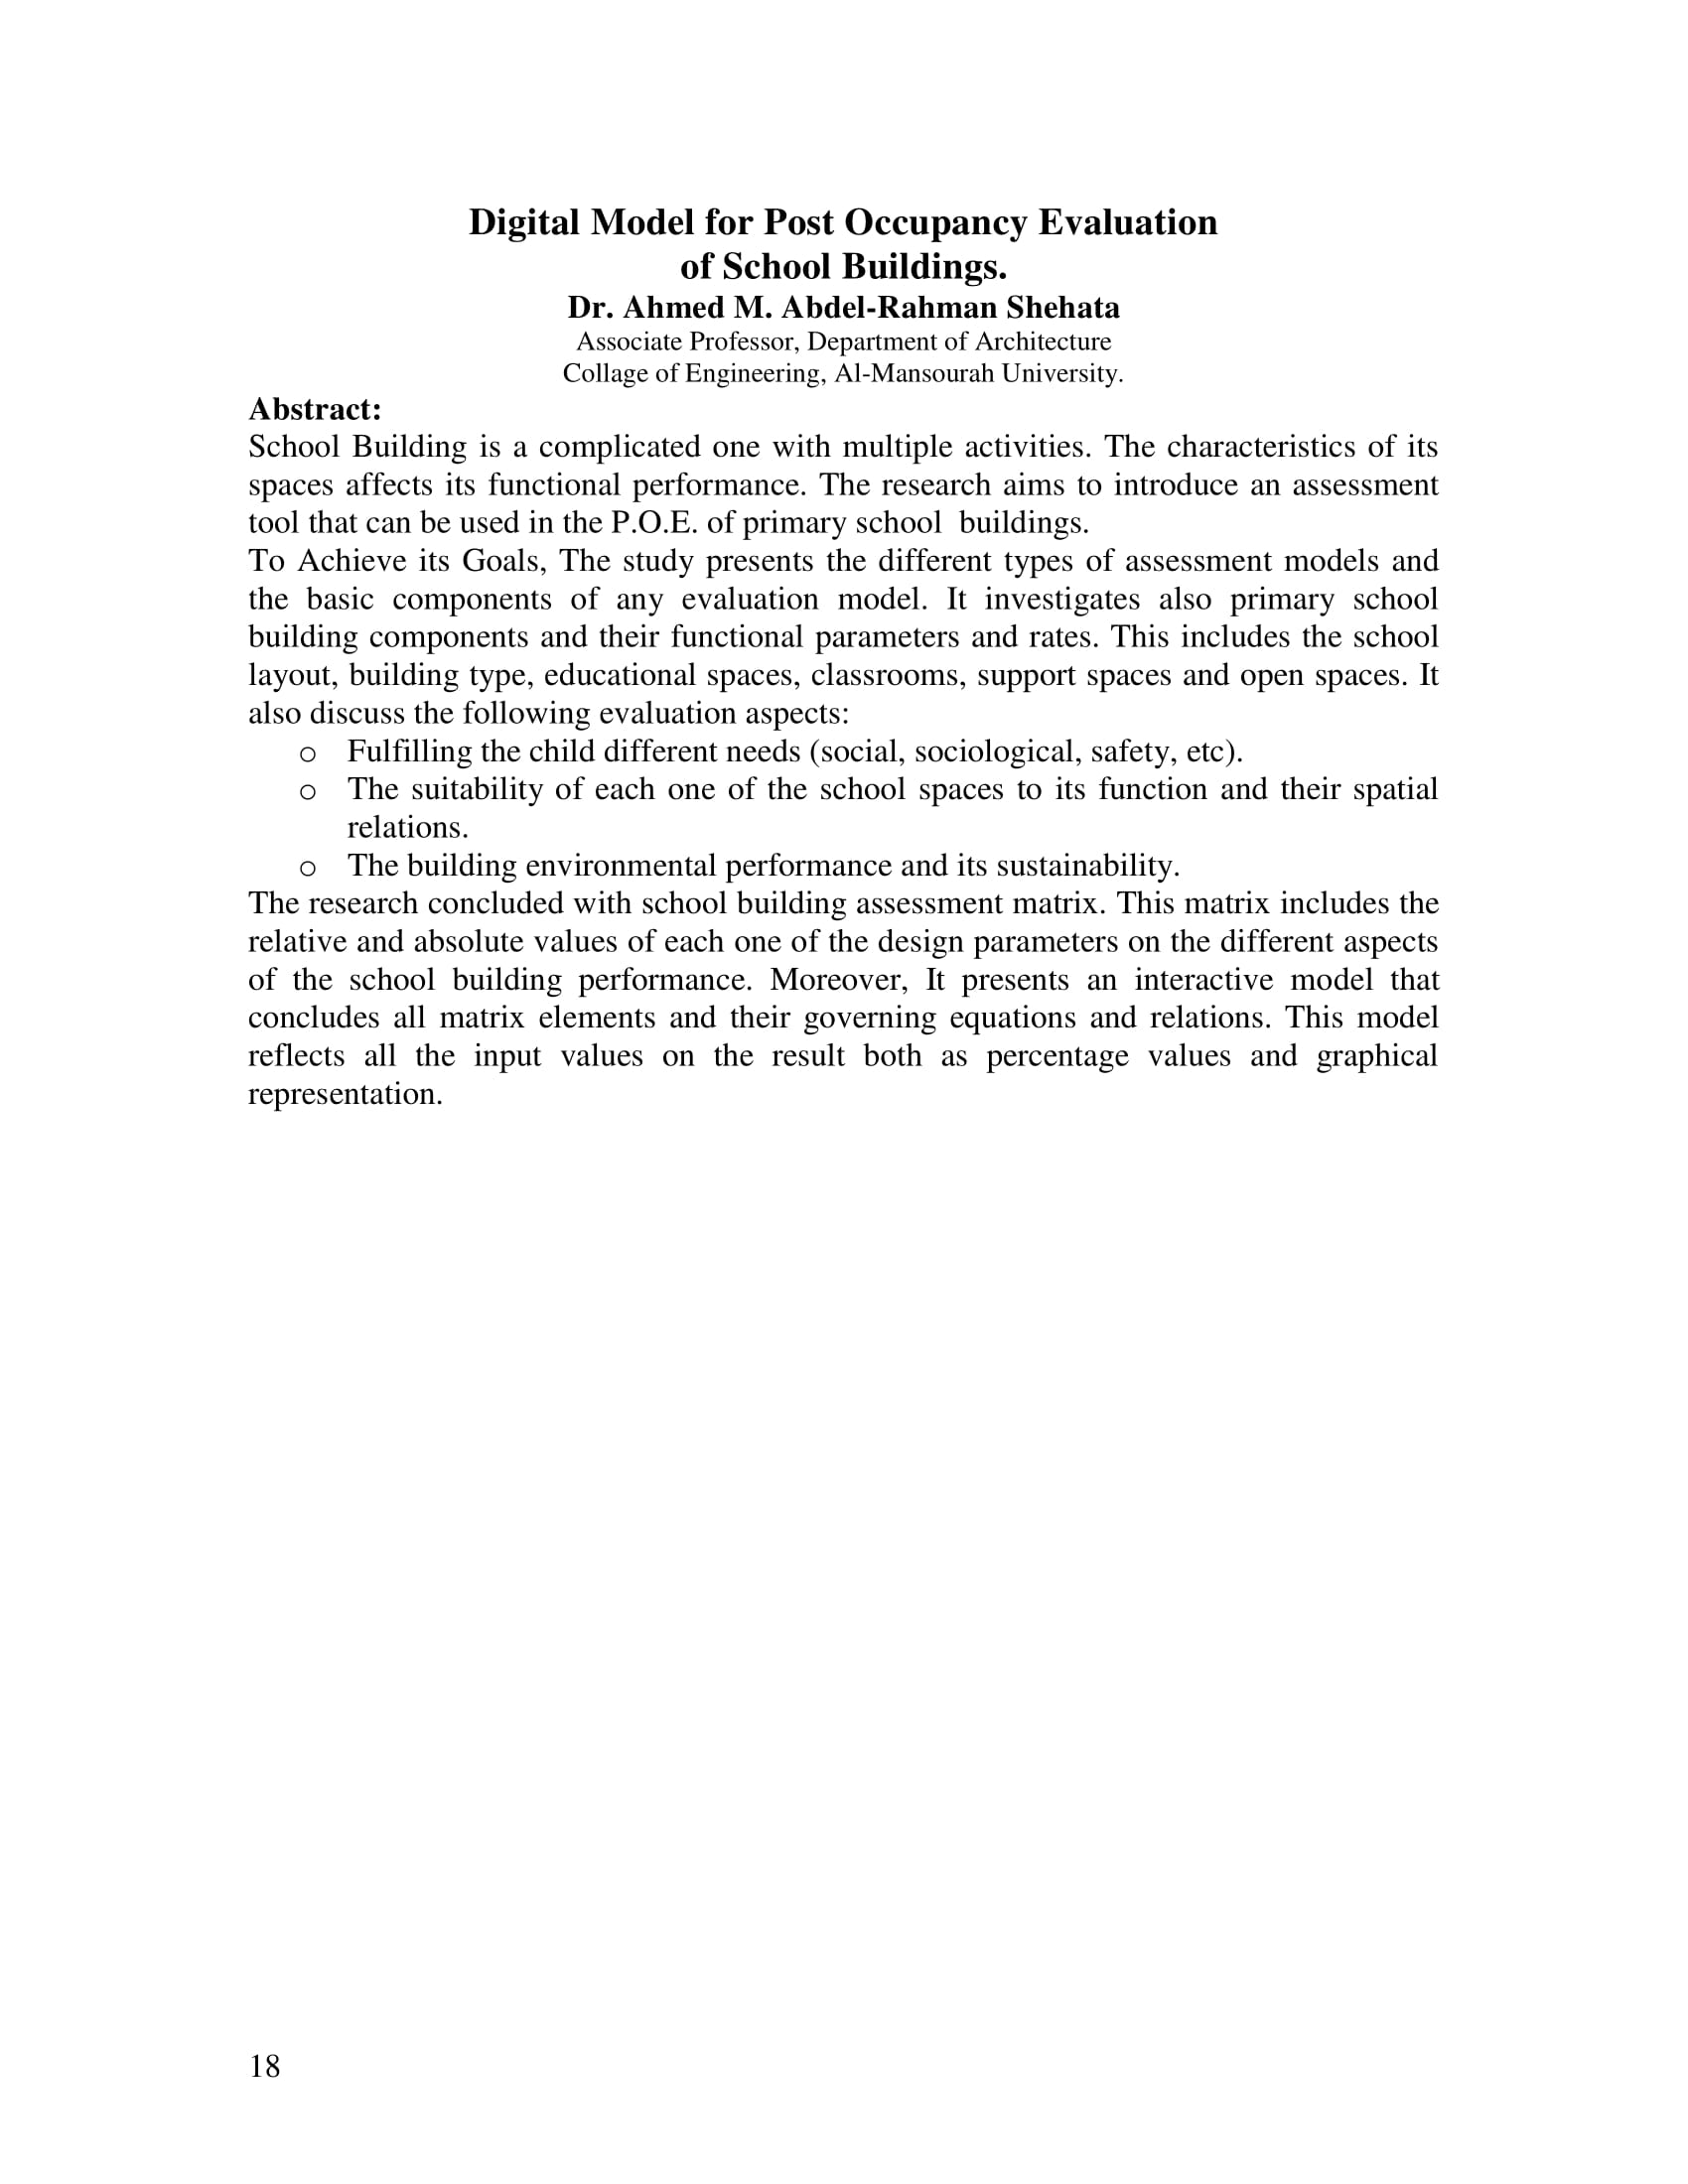 Digital Model for Post Occupancy Evaluation
of School Buildings.
Dr. Ahmed M. Abdel-Rahman Shehata
Associate Professor, Department of Architecture
Collage of Engineering, Al-Mansourah University.
Abstract:
School Building is a complicated one with multiple activities. The characteristics of its
spaces affects its functional performance. The research aims to introduce an assessment
tool that can be used in the P.O.E. of primary school  buildings.
To Achieve its Goals, The study presents the different types of assessment models and
the basic components of any evaluation model. It investigates also primary school
building components and their functional parameters and rates. This includes the school
layout, building type, educational spaces, classrooms, support spaces and open spaces. It
also discuss the following evaluation aspects:
o Fulfilling the child different needs (social, sociological, safety, etc).
o The suitability of each one of the school spaces to its function and their spatial
relations.
o The building environmental performance and its sustainability.
The research concluded with school building assessment matrix. This matrix includes the
relative and absolute values of each one of the design parameters on the different aspects
of the school building performance. Moreover, It presents an interactive model that
concludes all matrix elements and their governing equations and relations. This model
reflects all the input values on the result both as percentage values and graphical
representation.
18